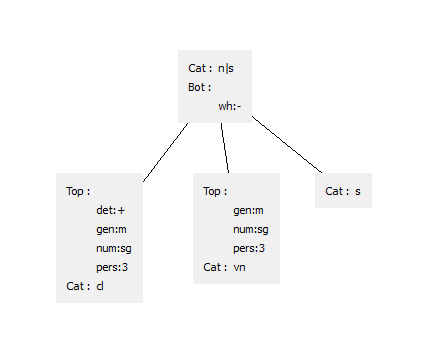 Cat : n|s
Bot :
wh:-
Top :
det:+
gen:m
num:sg
pers:3
Cat : cl
Top :
gen:m
num:sg
pers:3
Cat : vn
Cat : s